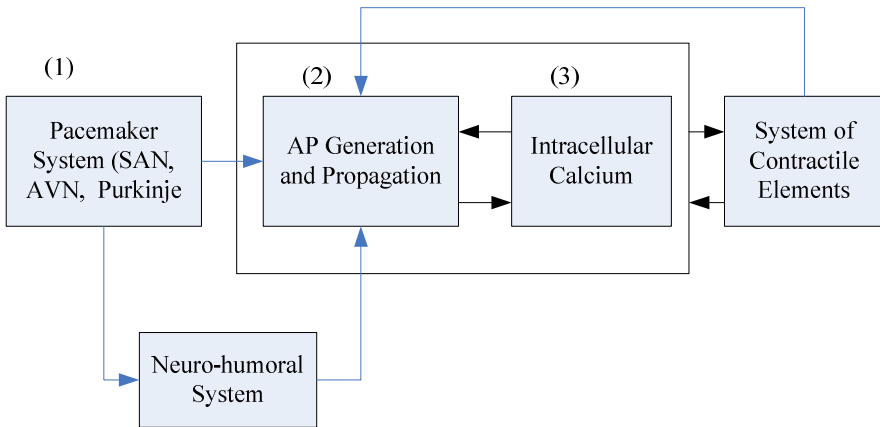 (1)
Pacemaker
System (SAN,
AVN, Purkinje
(2)
AP Generation
and Propagation
(3)
Intracellular
Calcium
System of
Contractile
Elements
Neuro-humoral
System